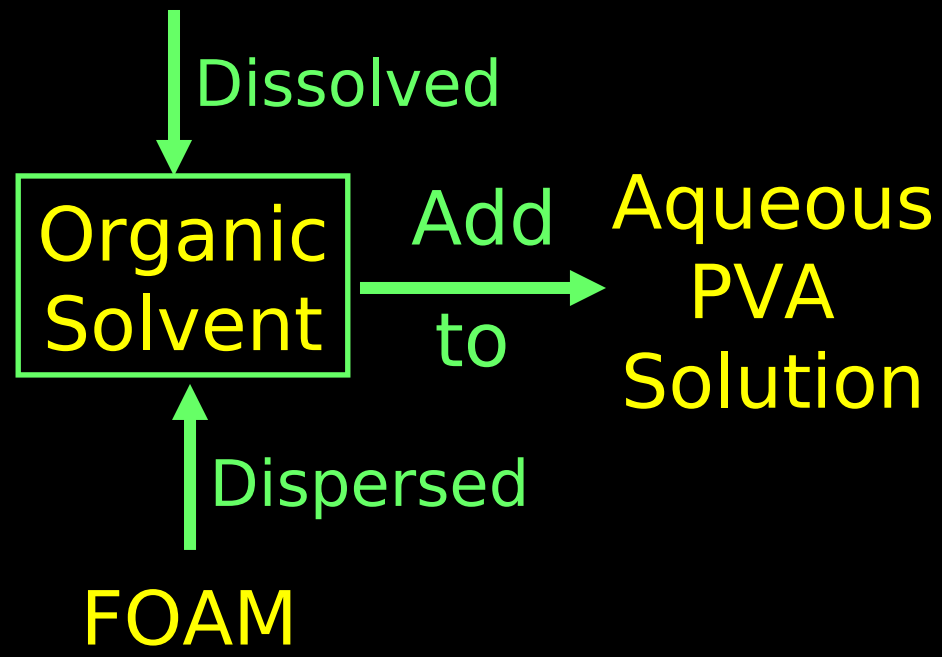 Dissolved
Organic
Solvent
Add
to
Aqueous
PVA
Solution
Dispersed
FOAM